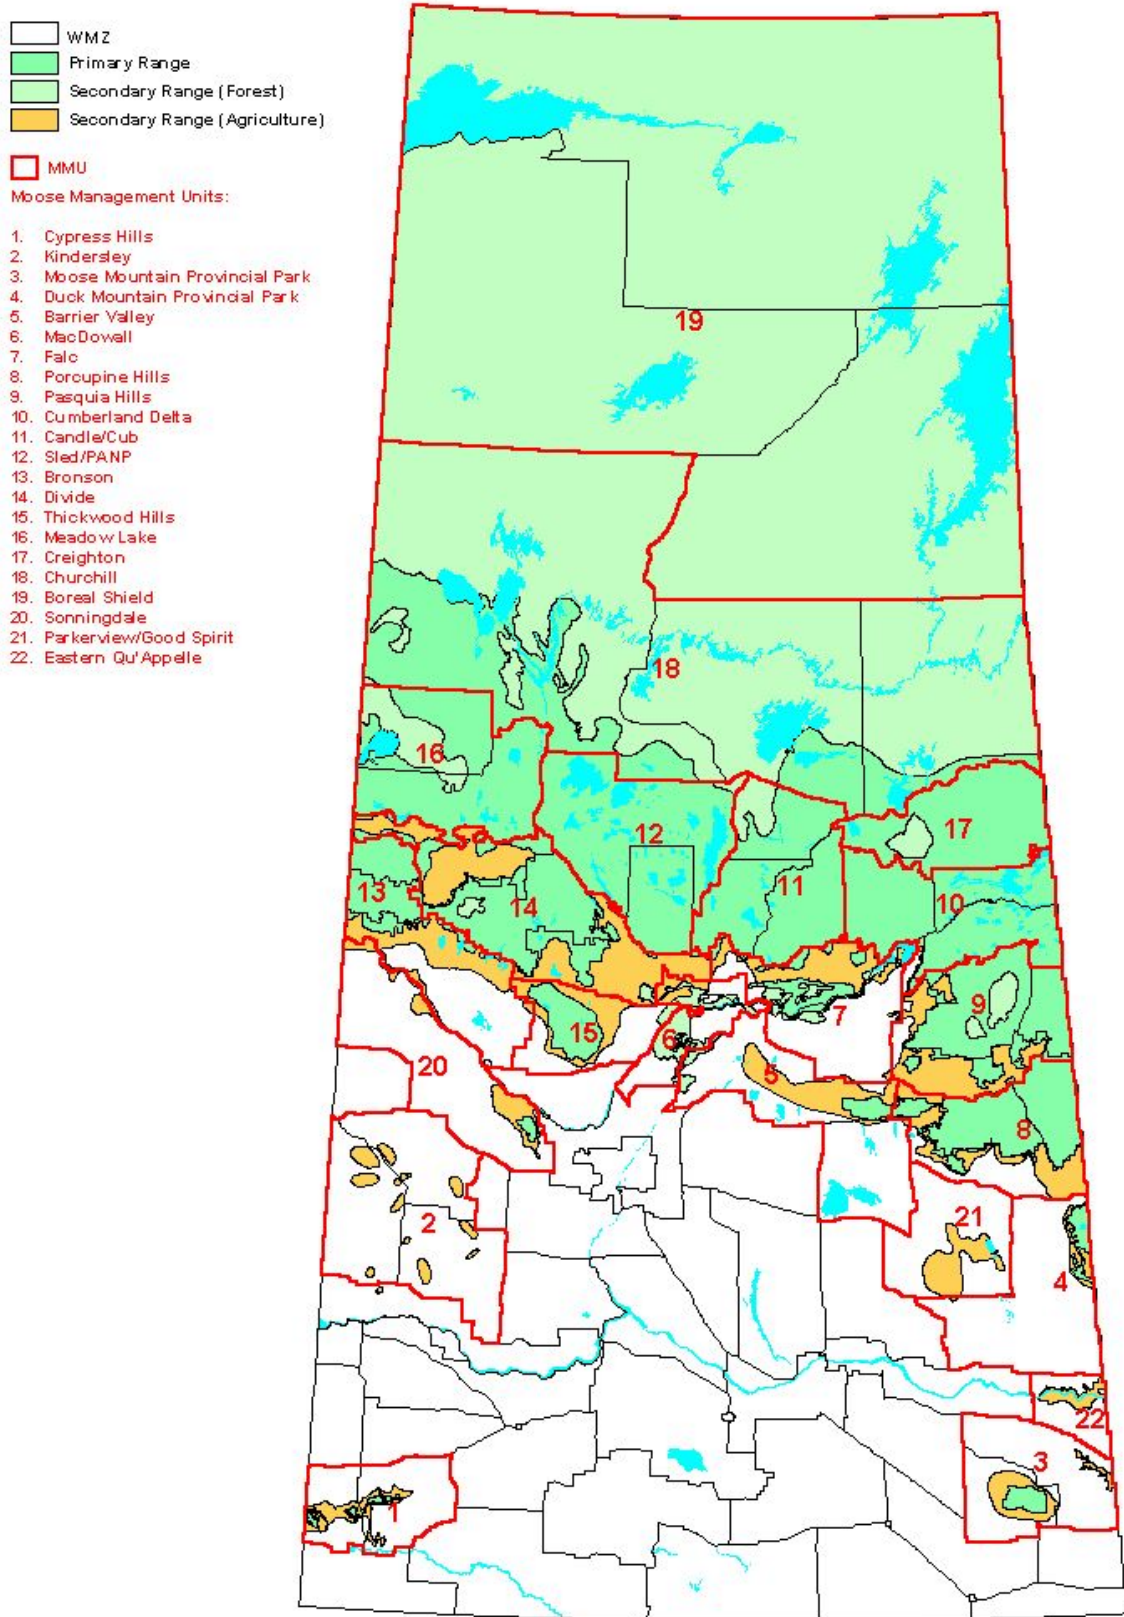 WMZ
Primary Range
Secondary Range (Forest)
Secondary Range (Agriculture)
MMU
Moose Management Units:
1. Cypress Hills
2. Kindersley
3. Moose Mountain Provincial Park
4. Duck Mountain Provincial Park
5. Barrier Valley
6. MacDowall
7. Falc
8. Porcupine Hills
9. Pasquia Hills
10. Cumberland Delta
11. Candle/Cub
12. Sled/PANP
13. Bronson
14. Divide
15. Thickwood Hills
16. Meadow Lake
17. Creighton
18. Churchill
19. Boreal Shield
20. Sonningdale
21. Parkerview/Good Spirit
22. Eastern Qu'Appelle
19
18
16
12
17
13
14
11
10
9
7
15
6
20
5
8
2
21
4
22
3
1